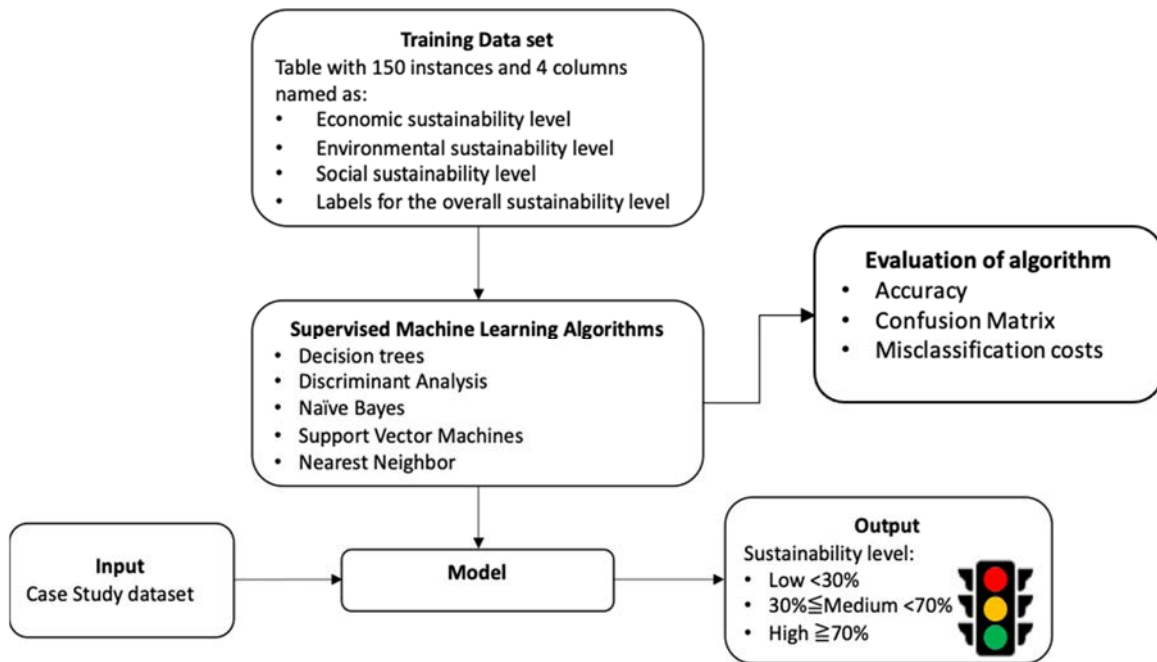 Training Data set
Table with 150 instances and 4 columns
named as:
• Economic sustainability level
• Environmental sustainability level
• Social sustainability level
• Labels for the overall sustainability level
Evaluation of algorithm
• Accuracy
• Confusion Matrix
• Misclassification costs
Supervised Machine Learning Algorithms
• Decision trees
• Discriminant Analysis
• Naïve Bayes
• Support Vector Machines
• Nearest Neighbor
Input
Case Study dataset
Model
Output
Sustainability level:
• Low <30%
• 30%≦Medium <70%
• High ≧70%